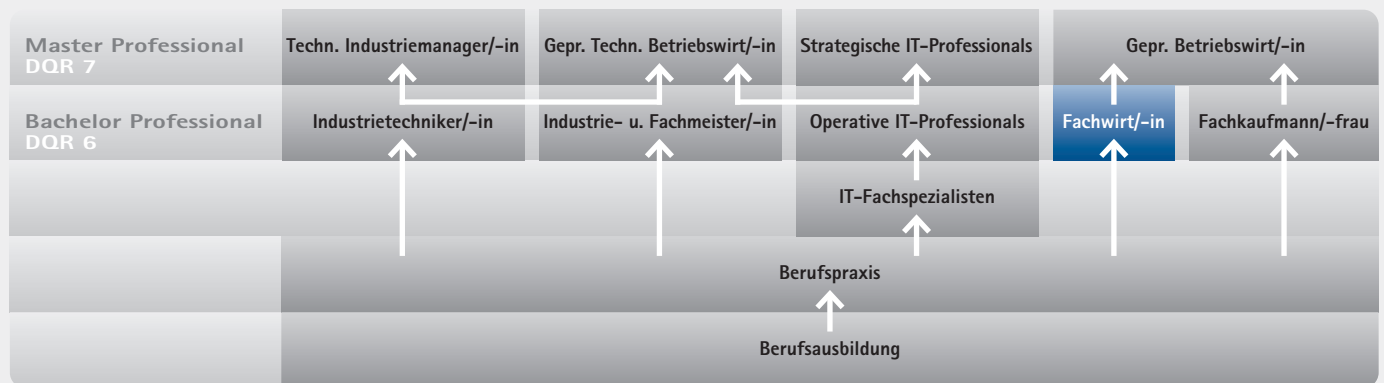 Master Professional
DQR 7
Techn. Industriemanager/-in
Gepr. Techn. Betriebswirt/-in
Strategische IT-Professionals
Gepr. Betriebswirt/-in
Bachelor Professional
DQR 6
Industrietechniker/-in
Industrie- u. Fachmeister/-in
Operative IT-Professionals
Fachwirt/-in
Fachkaufmann/-frau
IT-Fachspezialisten
Berufspraxis
Berufsausbildung